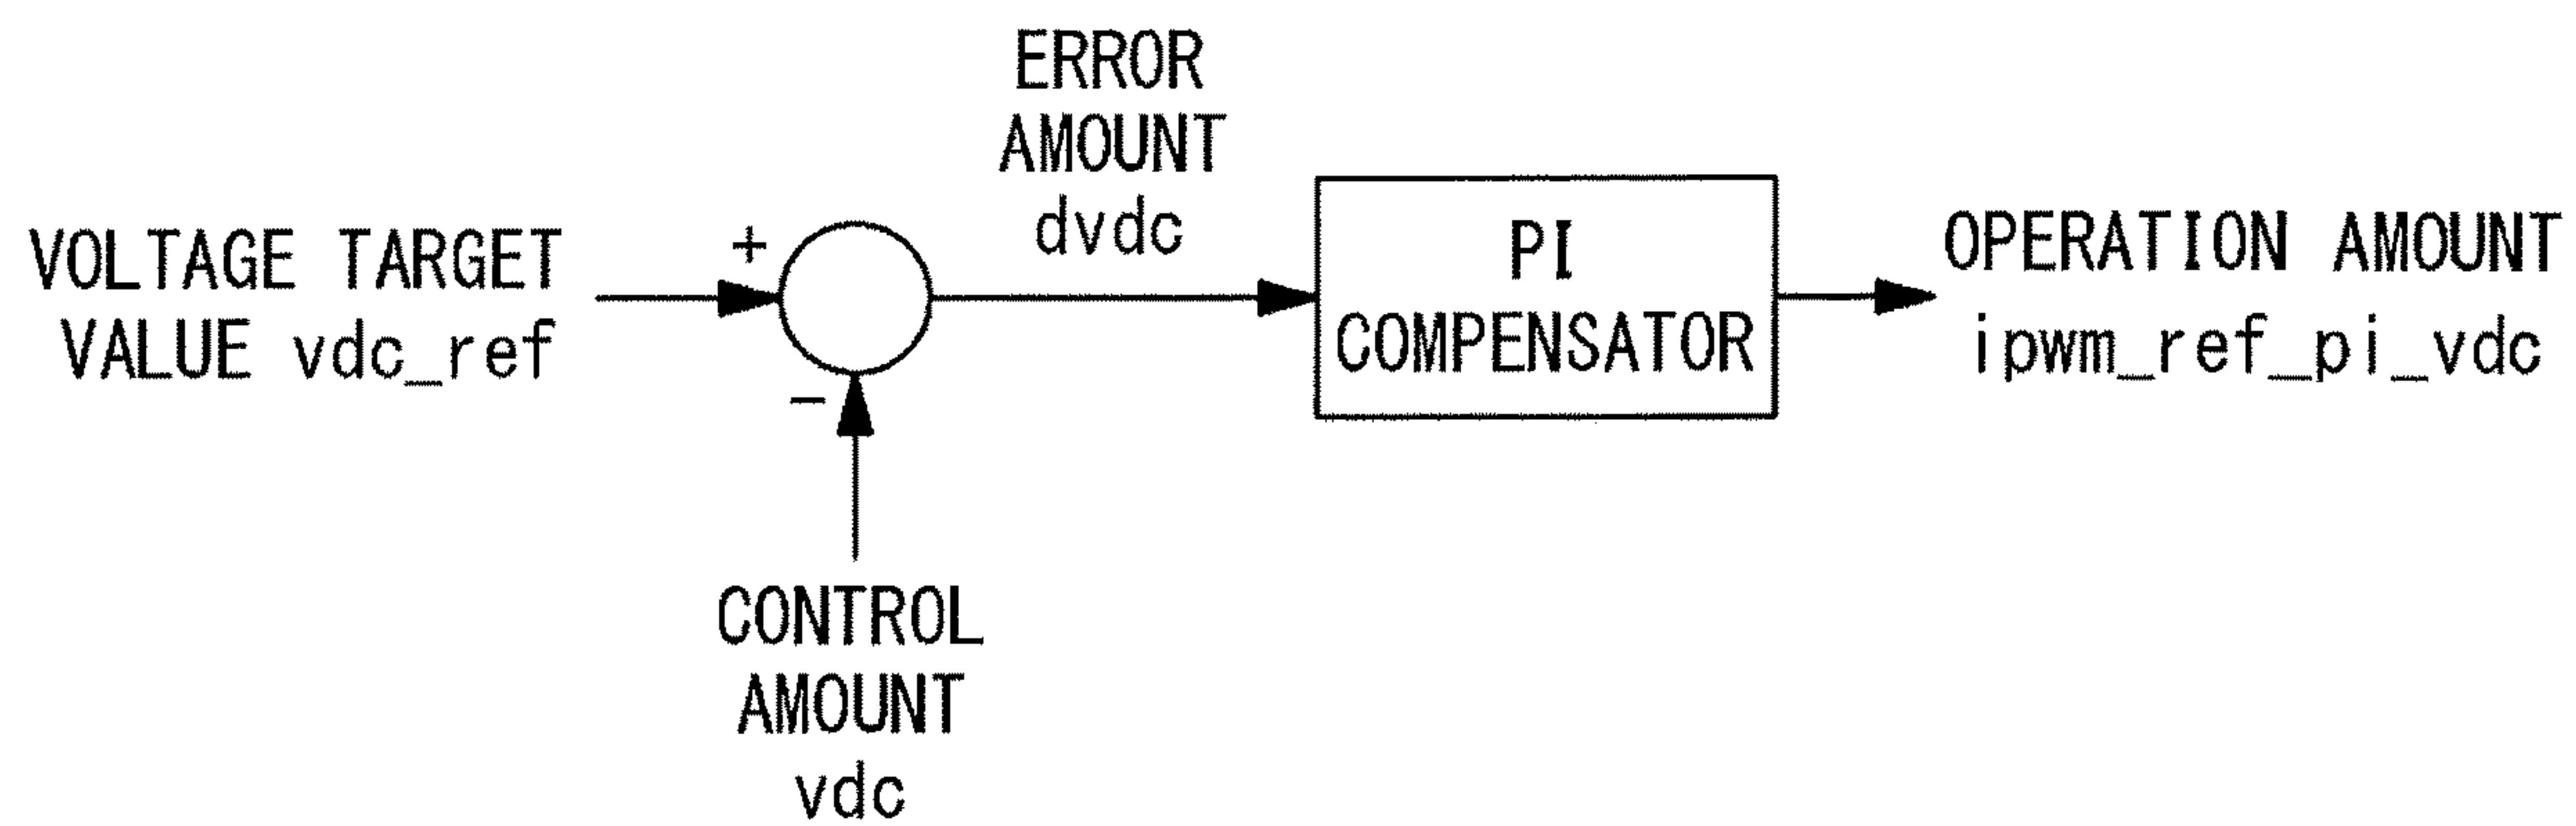 ERROR
AMOUNT
dvdc
VOLTAGE TARGET
VALUE vdc_ref
+
-
PI
COMPENSATOR
OPERATION AMOUNT
ipwm_ref_pi_vdc
CONTROL
AMOUNT
vdc